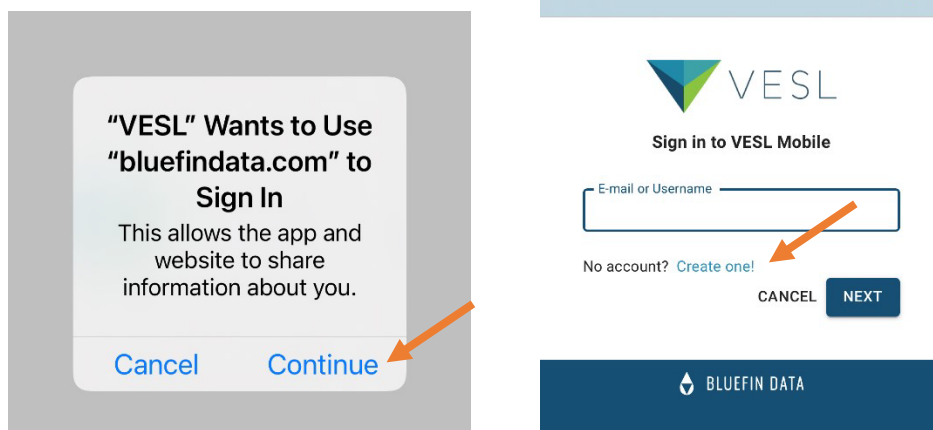 “VESL” Wants to Use
“bluefindata.com” to
Sign In
This allows the app and
website to share
information about you.
Cancel Continue
VESL
Sign in to VESL Mobile
E-mail or Username
No account? Create one!
CANCEL NEXT
BLUEFIN DATA